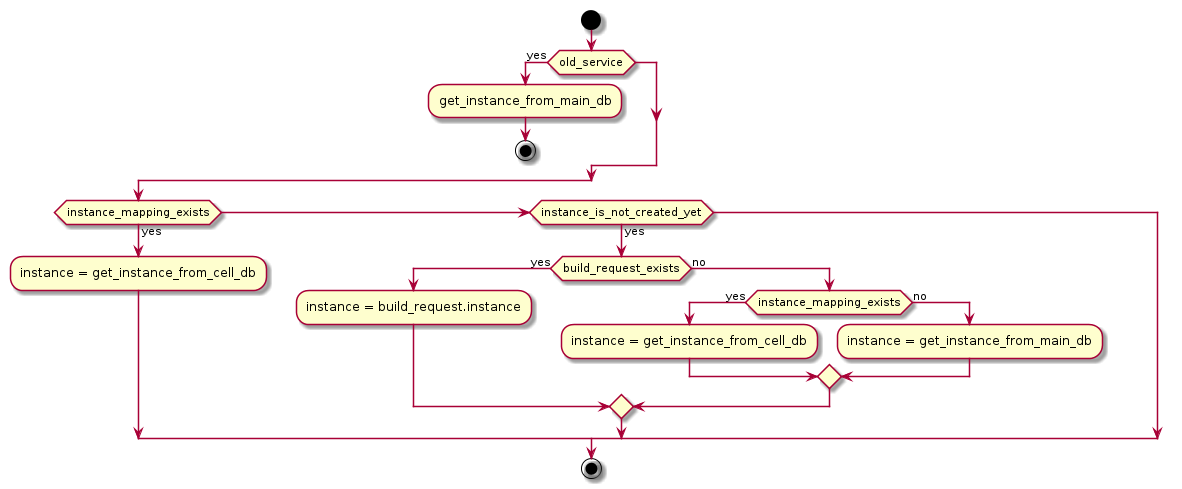 yes
old_service
get_instance_from_main_db
instance_mapping_exists
instance_is_not_created_yet
yes
yes
instance = get_instance_from_cell_db
yes
build_request_exists
no
instance = build_request.instance
yes
instance_mapping_exists
no
instance = get_instance_from_cell_db
instance = get_instance_from_main_db